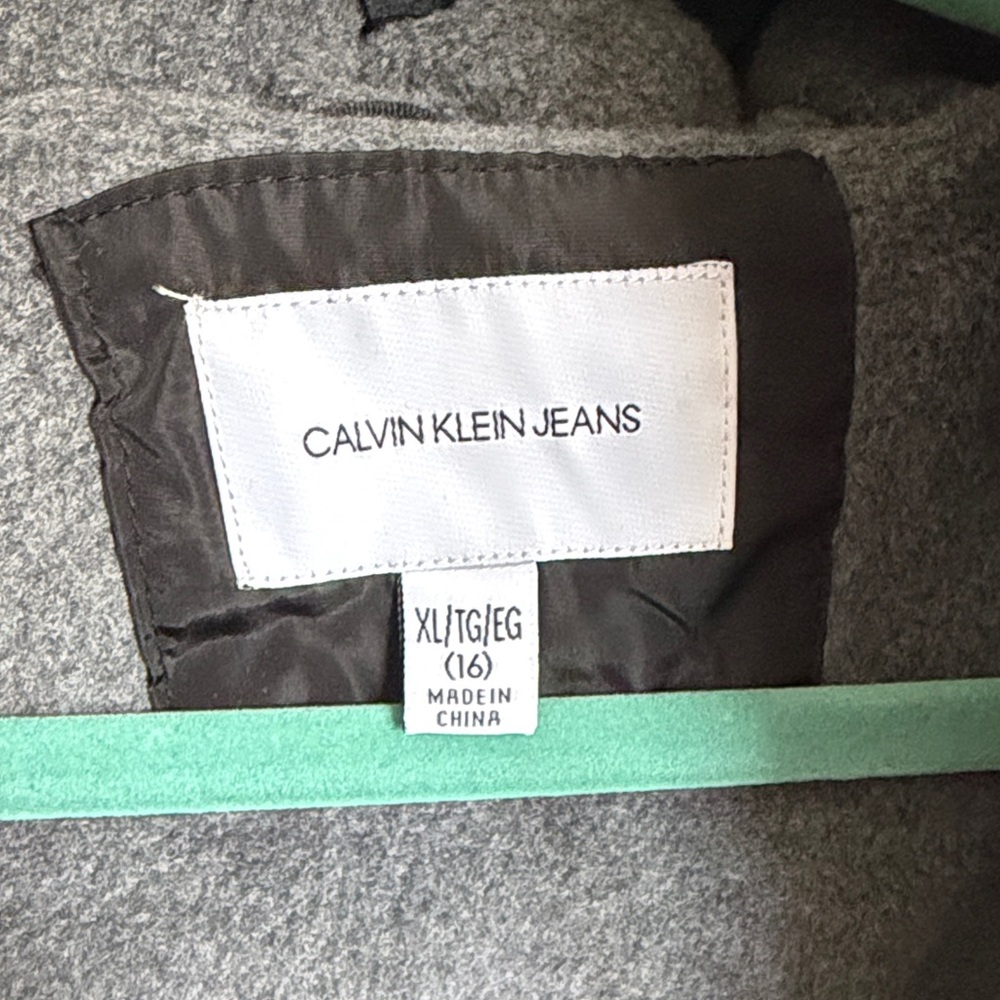 CALVIN KLEIN JEANS
XL/TG/EG
(16)
MADE IN
CHINA